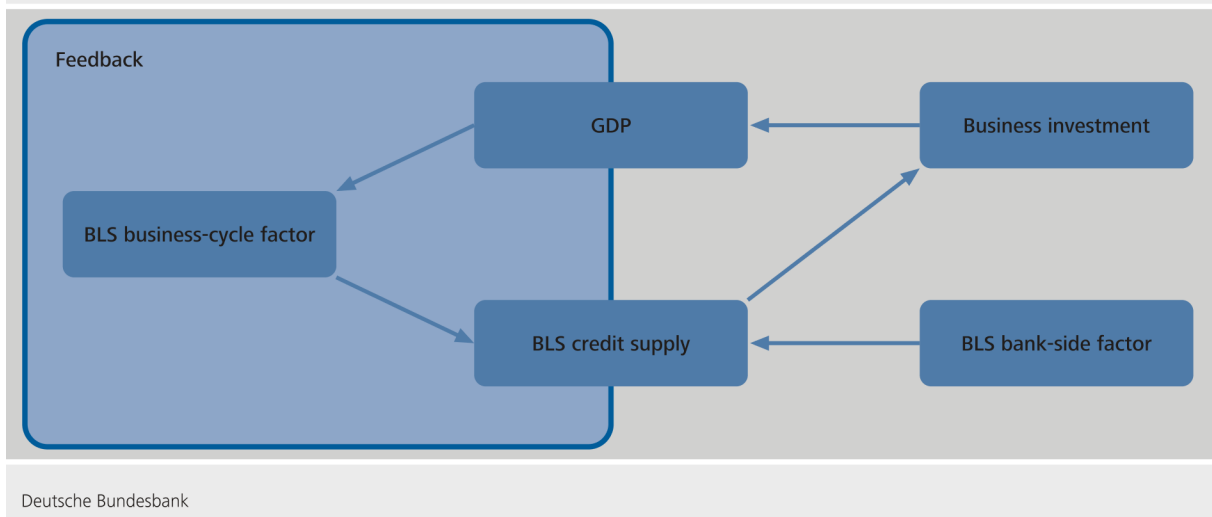 Feedback
GDP
Business investment
BLS business-cycle factor
BLS credit supply
BLS bank-side factor
Deutsche Bundesbank